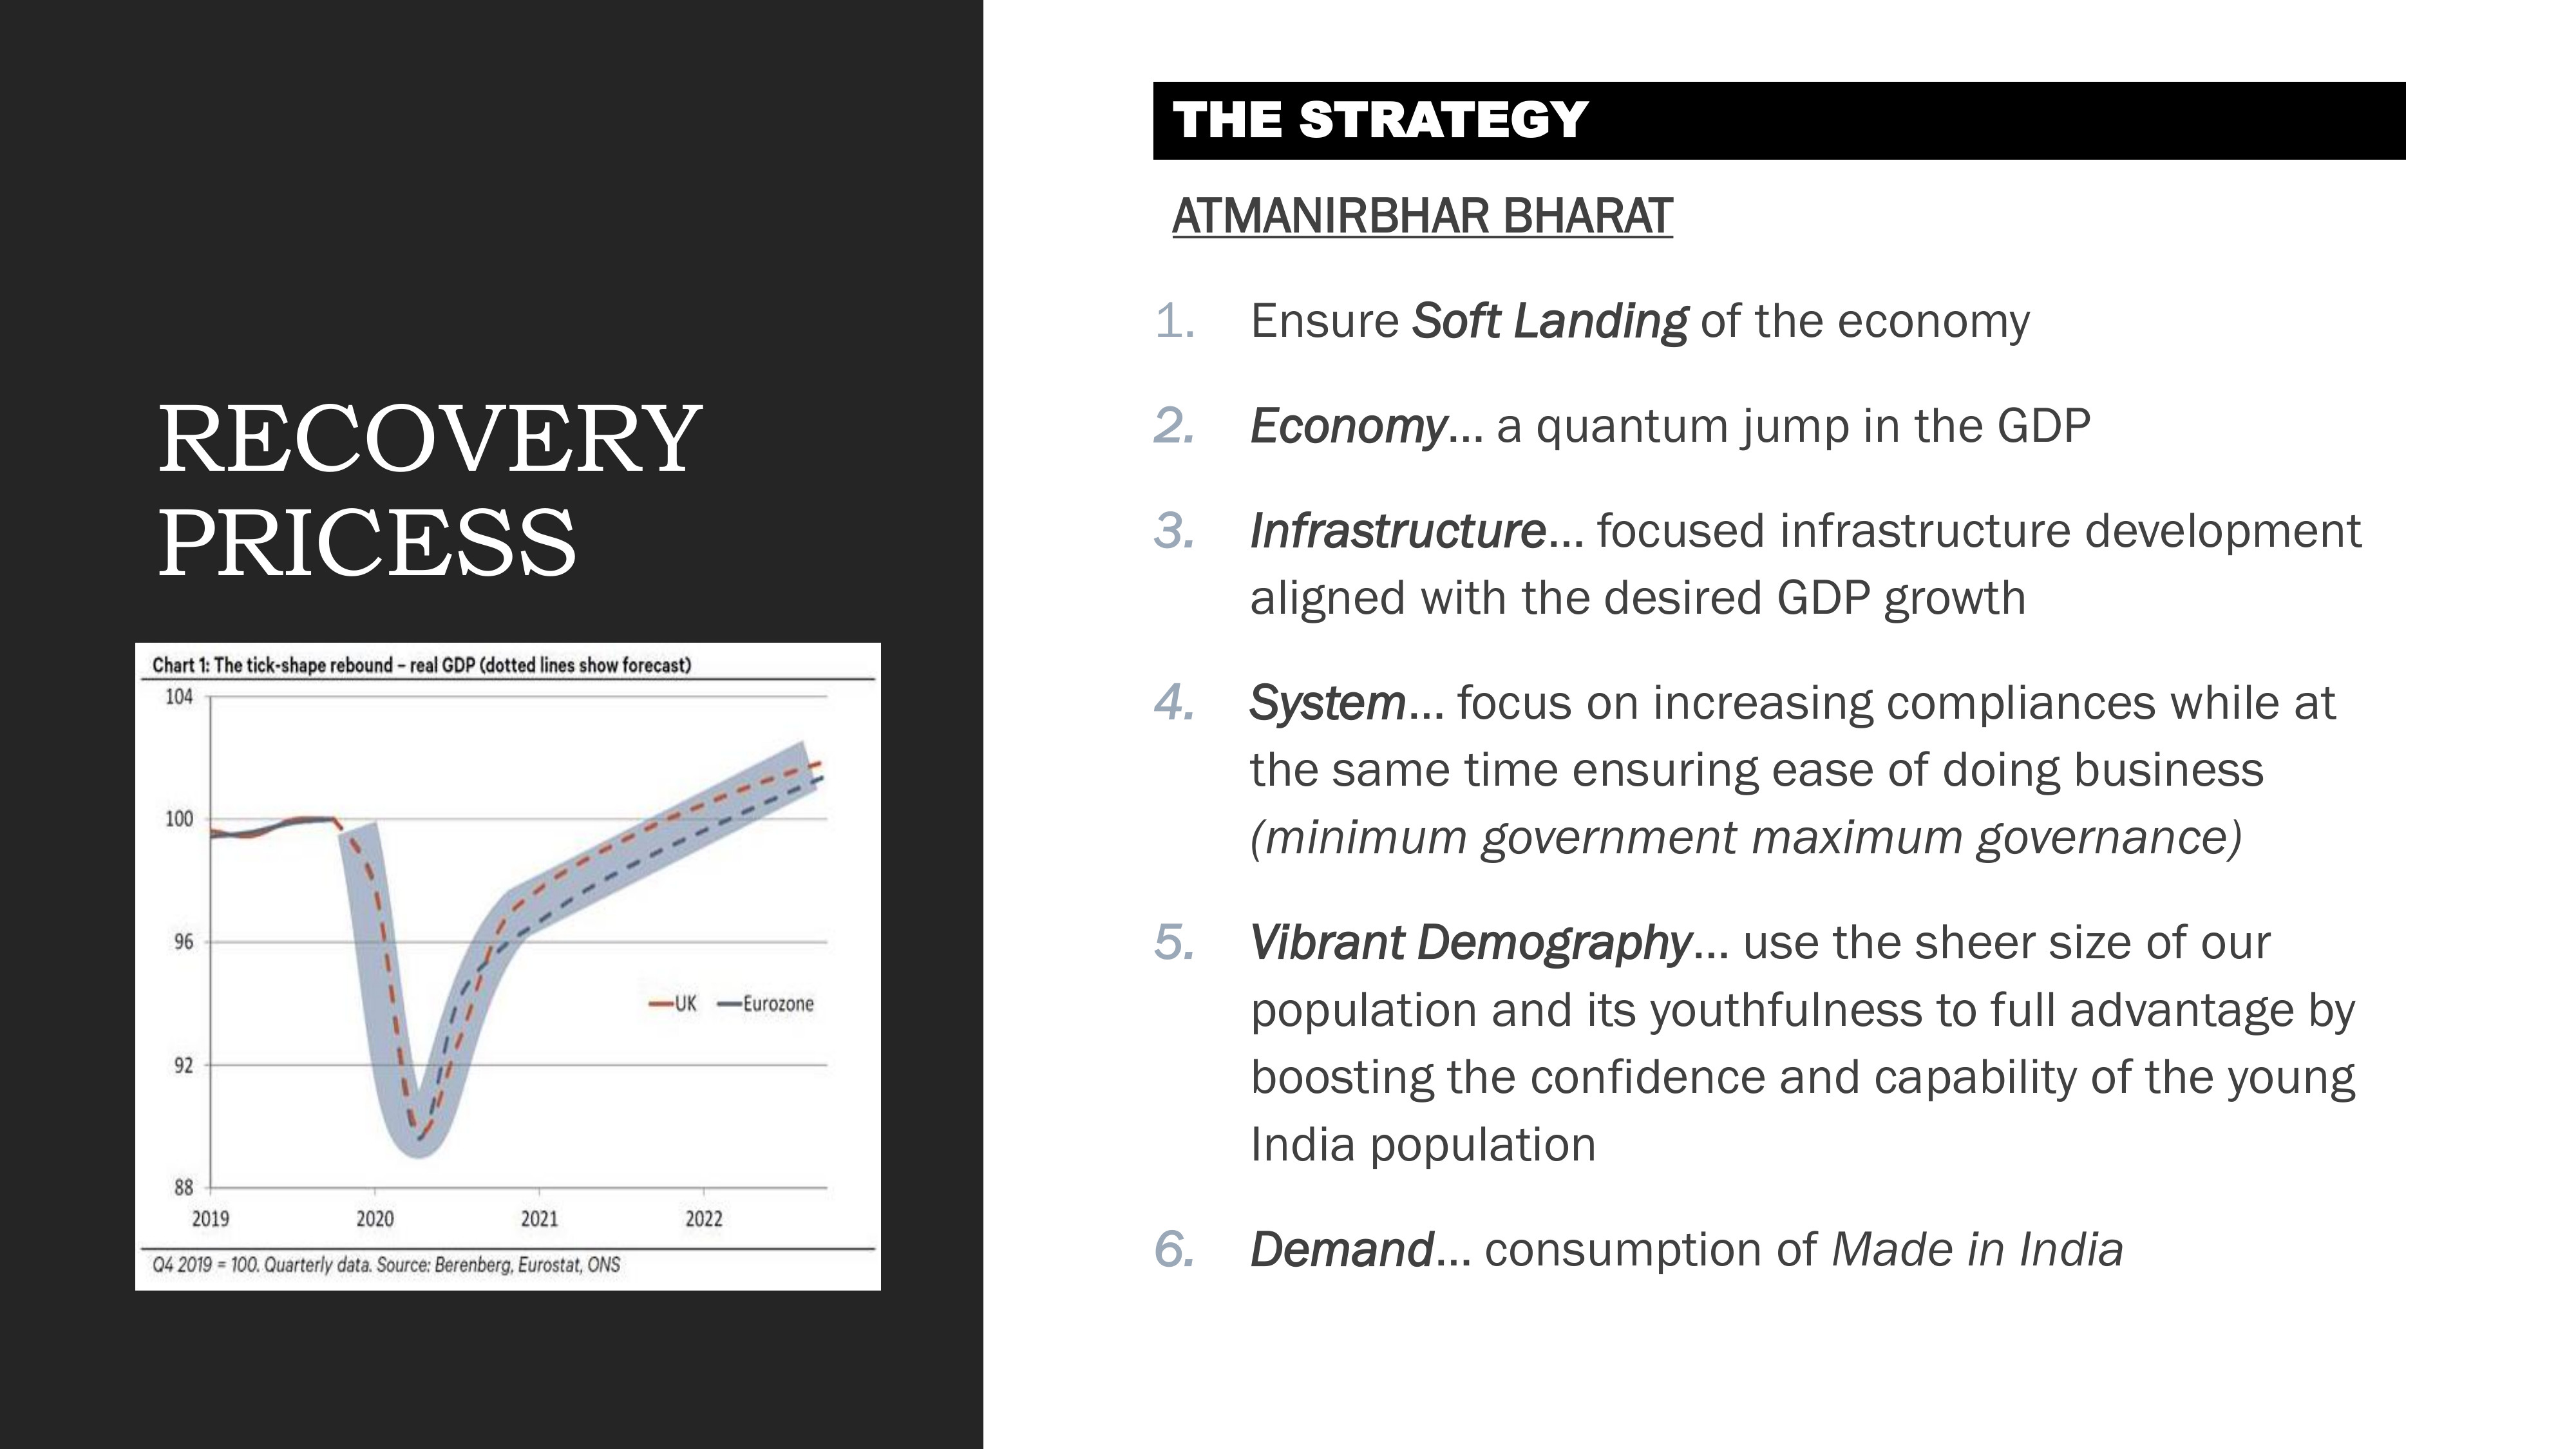 RECOVERY
PRICESS
Chart 1: The tick-shape rebound – real GDP (dotted lines show forecast)
104
100
96
92
88
UK Eurozone
2019 2020 2021 2022
Q4 2019 = 100. Quarterly data. Source: Berenberg, Eurostat, ONS
THE STRATEGY
ATMANIRBHAR BHARAT
1. Ensure Soft Landing of the economy
2. Economy... a quantum jump in the GDP
3. Infrastructure... focused infrastructure development
aligned with the desired GDP growth
4. System... focus on increasing compliances while at
the same time ensuring ease of doing business
(minimum government maximum governance)
5. Vibrant Demography... use the sheer size of our
population and its youthfulness to full advantage by
boosting the confidence and capability of the young
India population
6. Demand... consumption of Made in India